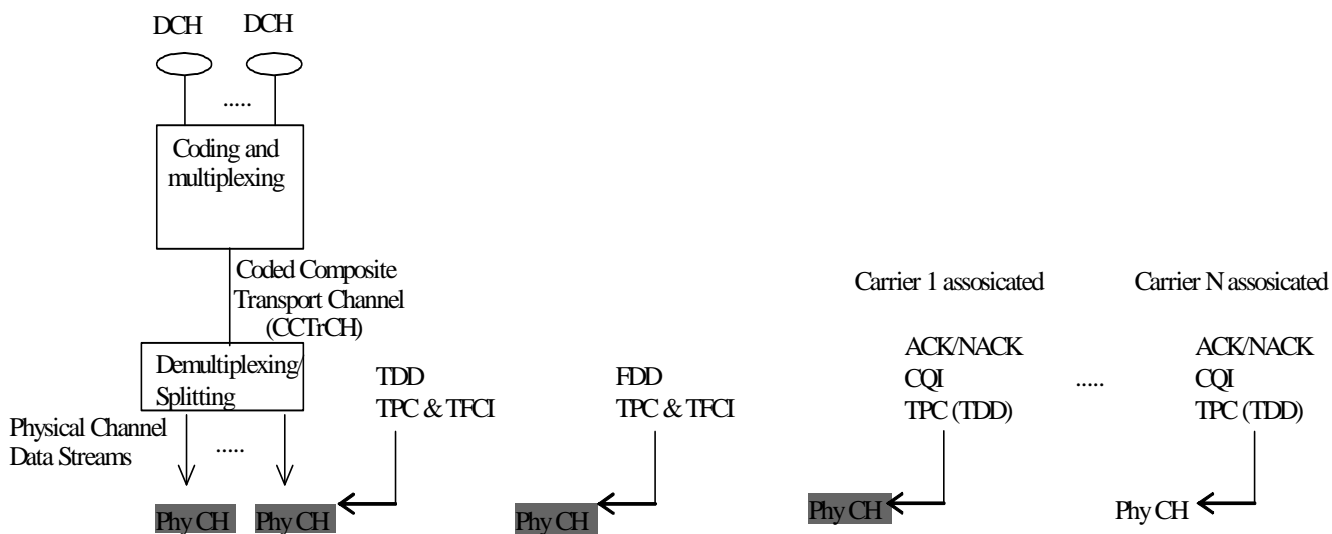 DCH DCH
.....
Coding and
multiplexing
Coded Composite
Transport Channel
(CCTrCH)
Demultiplexing/
Splitting
Physical Channel
Data Streams
.....
Phy CH Phy CH
TDD
TPC & TFCI
FDD
TPC & TFCI
Phy CH
Carrier 1 assosicated
ACK/NACK
CQI
TPC (TDD)
Phy CH
.....
Carrier N assosicated
ACK/NACK
CQI
TPC (TDD)
Phy CH